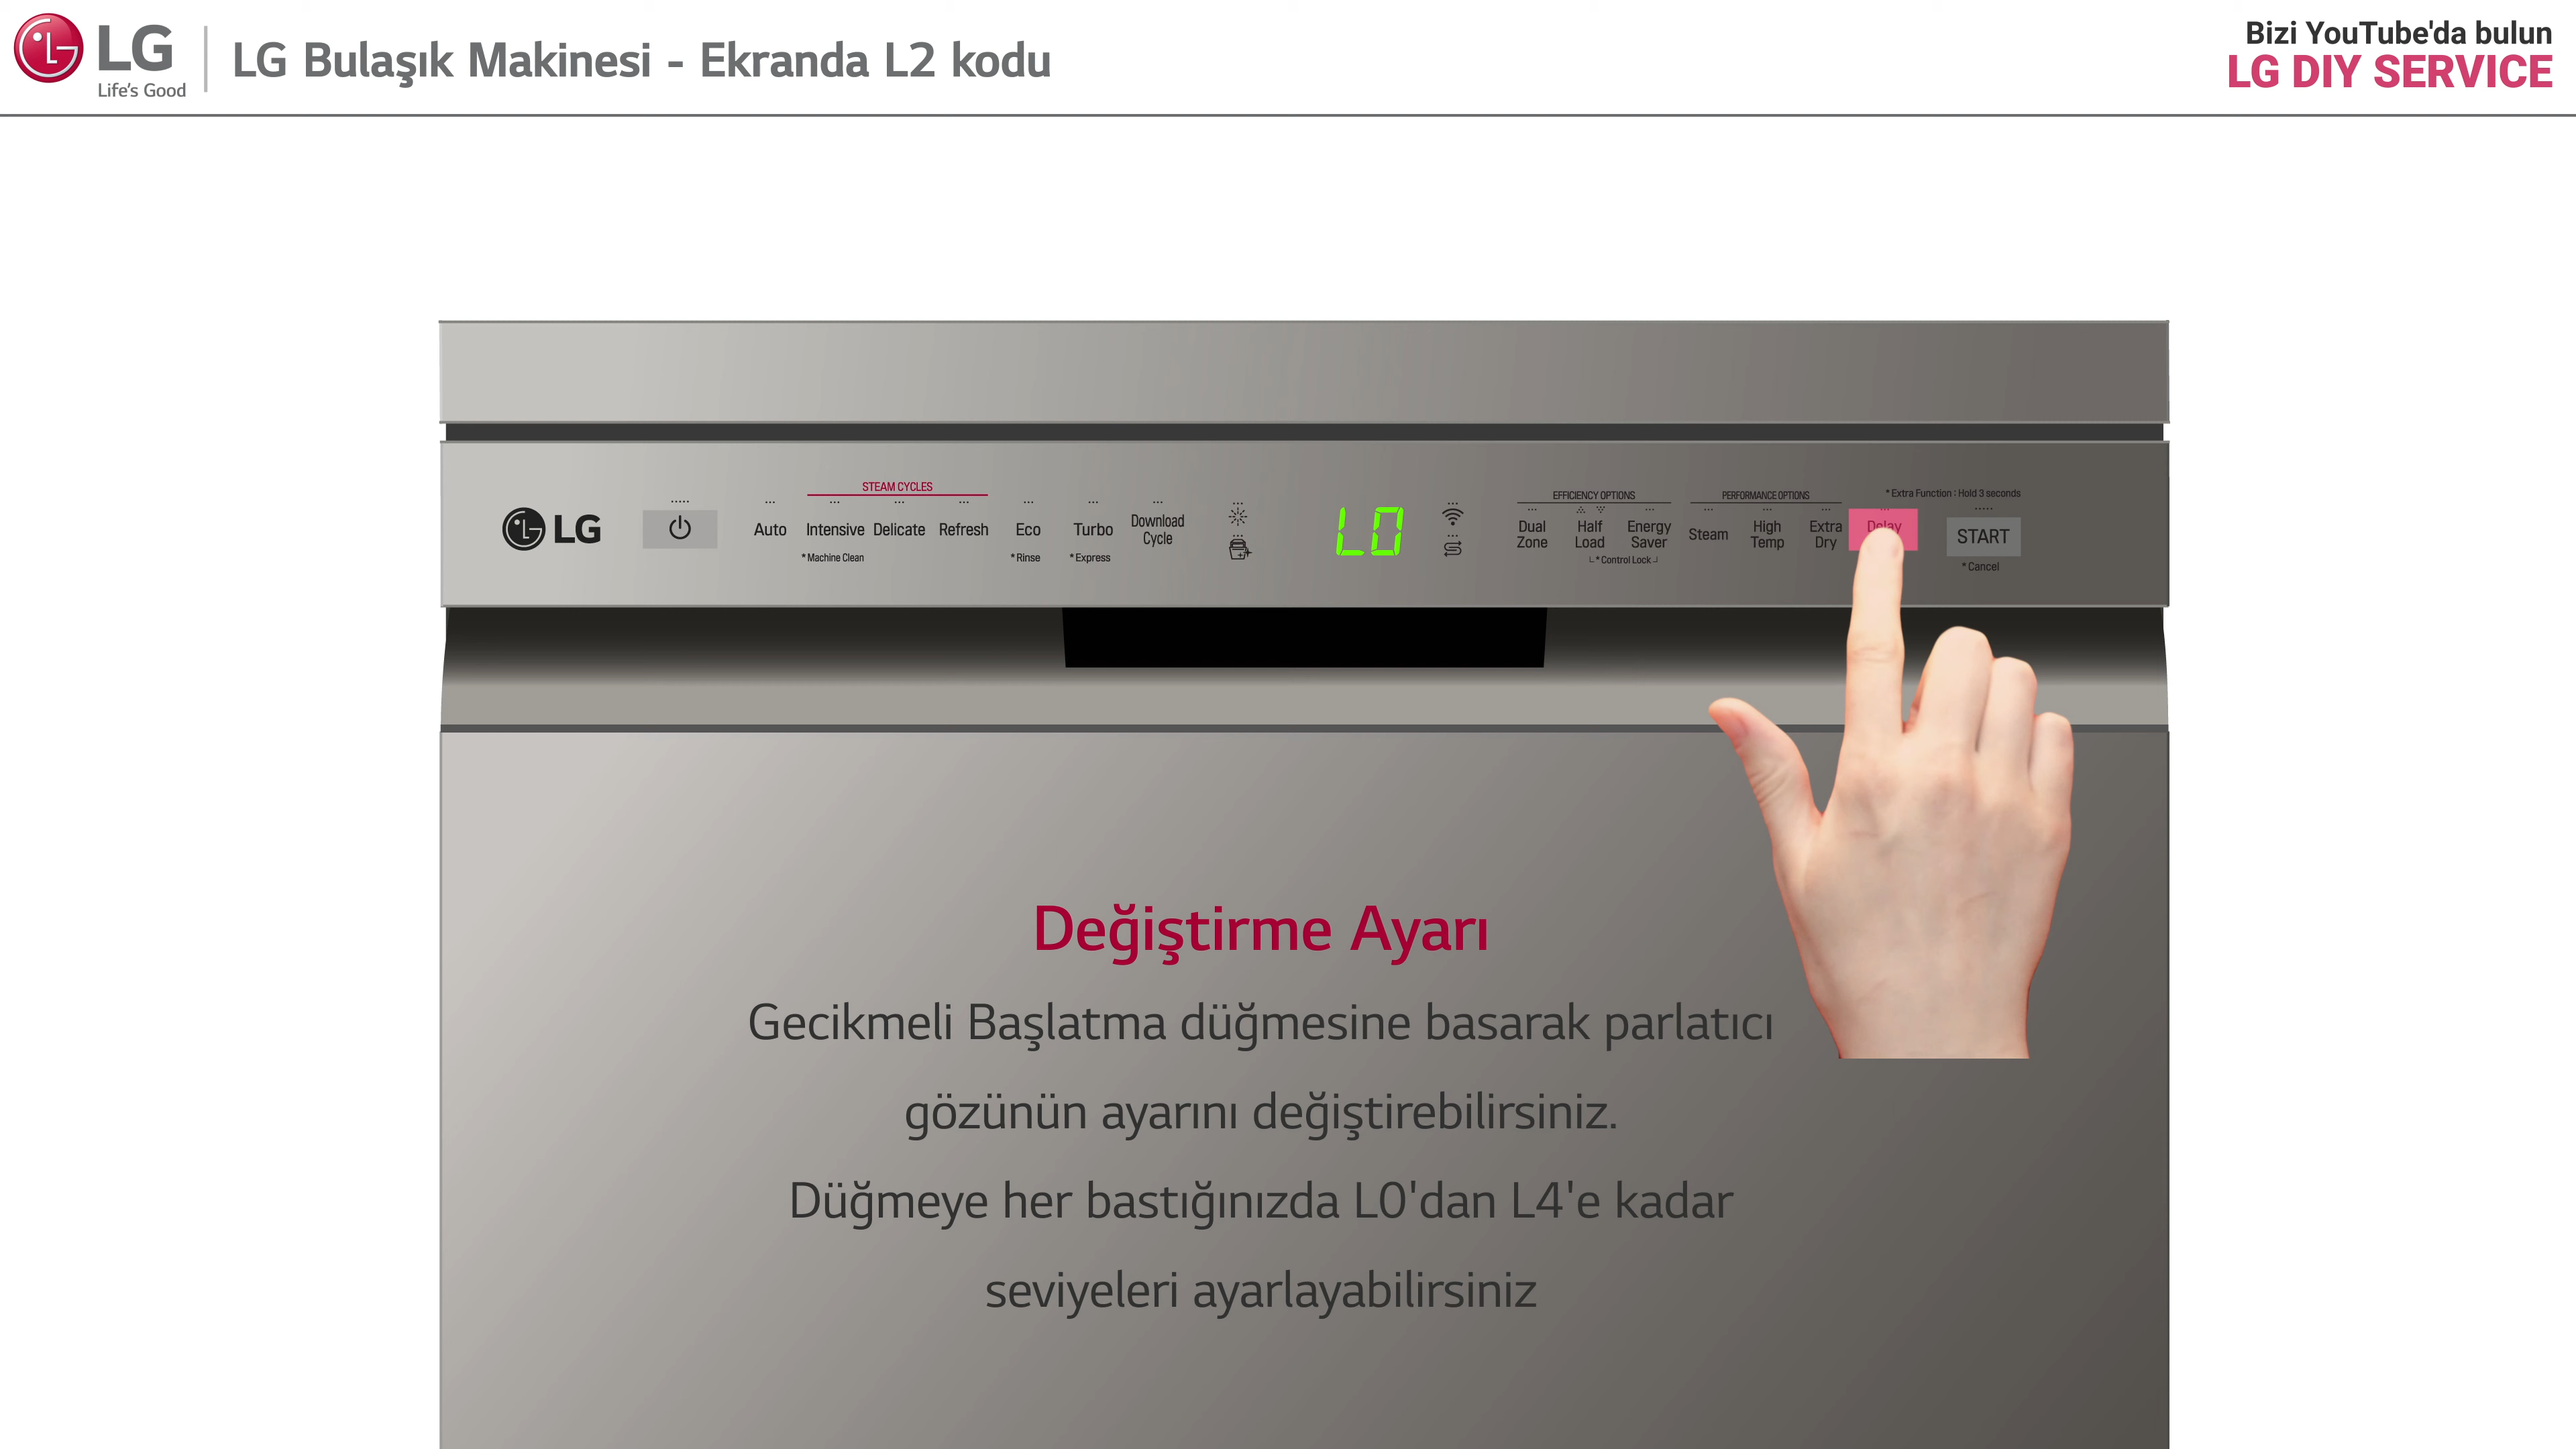 LG
Life's Good
LG Bulaşık Makinesi - Ekranda L2 kodu
Bizi YouTube'da bulun
LG DIY SERVICE
LG
STEAM CYCLES
Auto
Intensive
* Machine Clean
Delicate
Refresh
Eco
* Rinse
Turbo
* Express
Download
Cycle
L0
EFFICIENCY OPTIONS
Dual
Zone
Half
Load
Energy
Saver
* Control Lock
PERFORMANCE OPTIONS
Steam
High
Temp
Extra
Dry
Delay
* Extra Function : Hold 3 seconds
START
* Cancel
Değiştirme Ayarı
Gecikmeli Başlatma düğmesine basarak parlatıcı
gözünün ayarını değiştirebilirsiniz.
Düğmeye her bastığınızda L0'dan L4'e kadar
seviyeleri ayarlayabilirsiniz